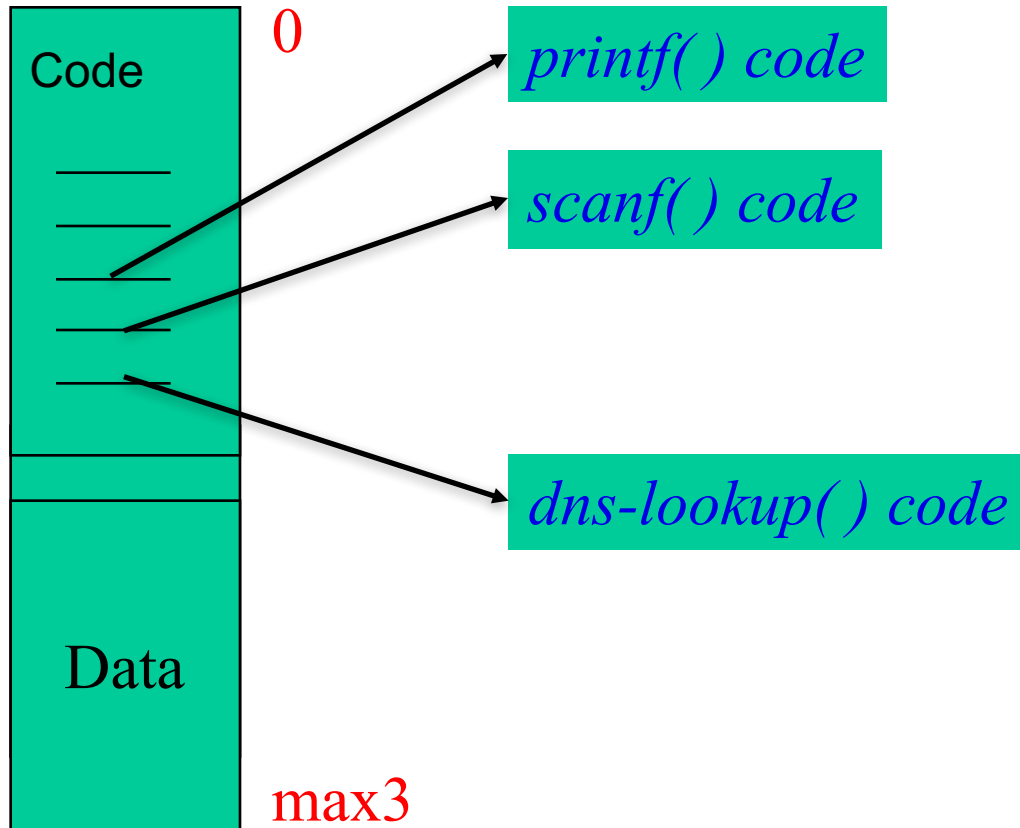 0
Code
printf( ) code
scanf( ) code
dns-lookup( ) code
Data
max3